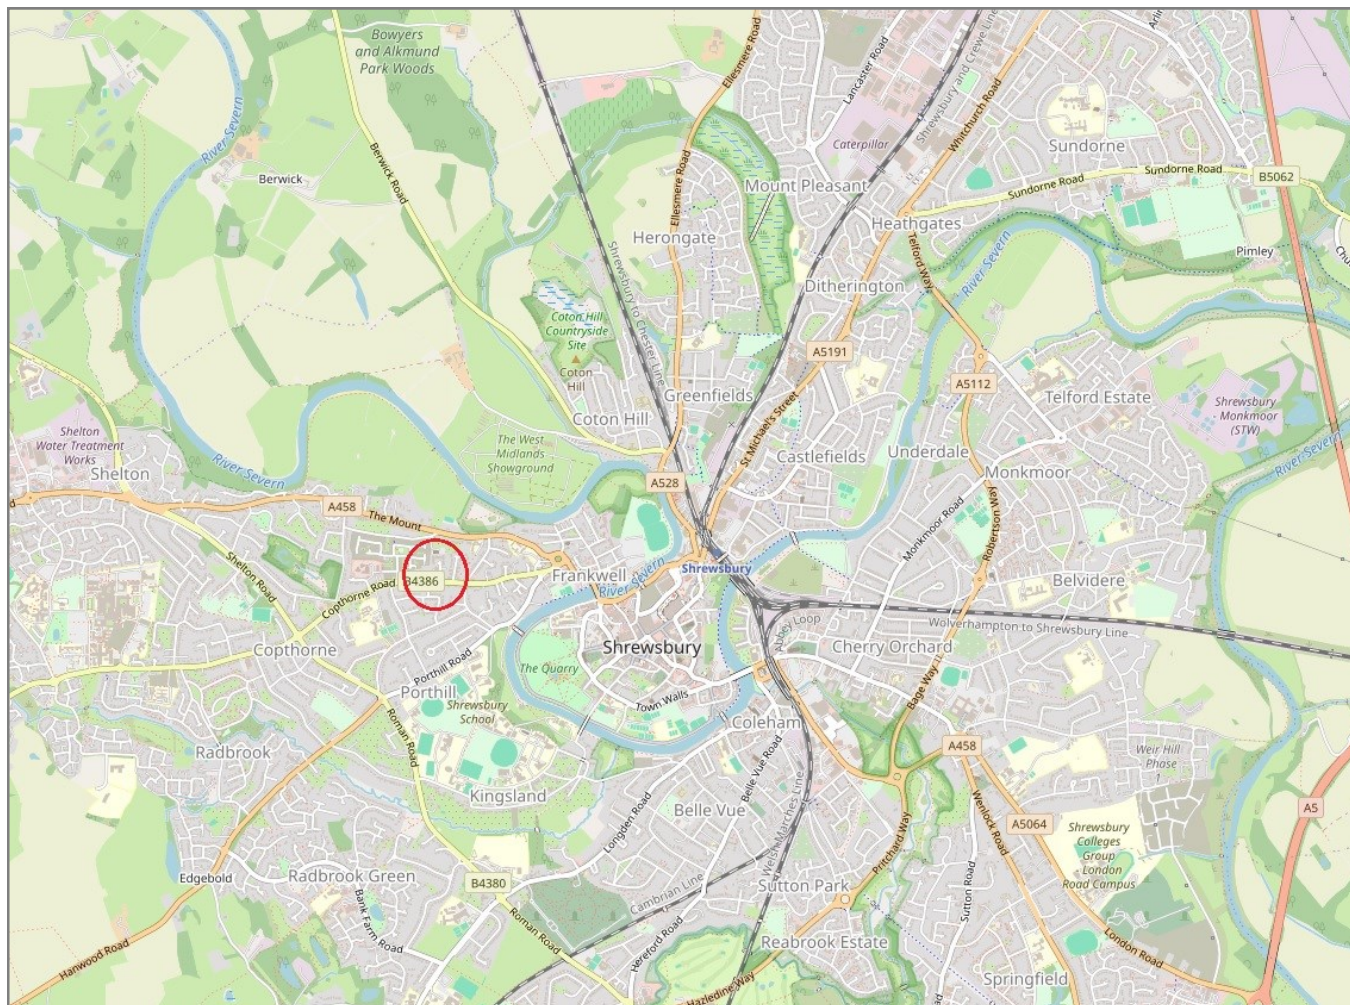 Bowyers
and Alkmund
Park Woods
River Severn
Berwick
Berwick Road
Ellesmere Road
Ellesmere Road
Lancaster Road
Shrewsbury and Crewe Line
Caterpillar
Whitchurch Road
Sundorne
Sundorne Road
Sundorne Road
B5062
Mount Pleasant
Heathgates
Herongate
Telford Way
River Severn
Pimley
Ditherington
Shrewsbury to Chester Line
Coton Hill
Countryside
Site
Coton
Hill
A5191
A5112
Greenfields
Telford Estate
Coton Hill
St Michael's Street
Shrewsbury
Monkmoor
(STW)
Shelton
Water Treatment
Works
Shelton
The West
Midlands
Showground
Castlefields
Underdale
Monkmoor
River Severn
River Severn
A528
A458
The Mount
Monkmoor Road
Robertson Way
Shelton Road
Copthorne Road
B4386
Frankwell
River Severn
Shrewsbury
Belvidere
Abbey Loop
Wolverhampton to Shrewsbury Line
Copthorne
Shrewsbury
Cherry Orchard
Porthill Road
The Quarry
Porthill
Shrewsbury
School
Town Walls
Bage Way
Roman Road
Coleham
Radbrook
A458
Weir Hill
Phase
1
Kingsland
Belle Vue
Belle Vue Road
Longden Road
Welsh Marches Line
Wenlock Road
A5
A5064
Shrewsbury
Colleges
Group
London
Road Campus
Pritchard Way
Edgebold
Radbrook Green
B4380
Cambrian Line
Sutton Park
Sutton Road
Bank Farm Road
Roman Road
Hereford Road
Reabrook Estate
London Road
Hanwood Road
Hazledine Way
Springfield